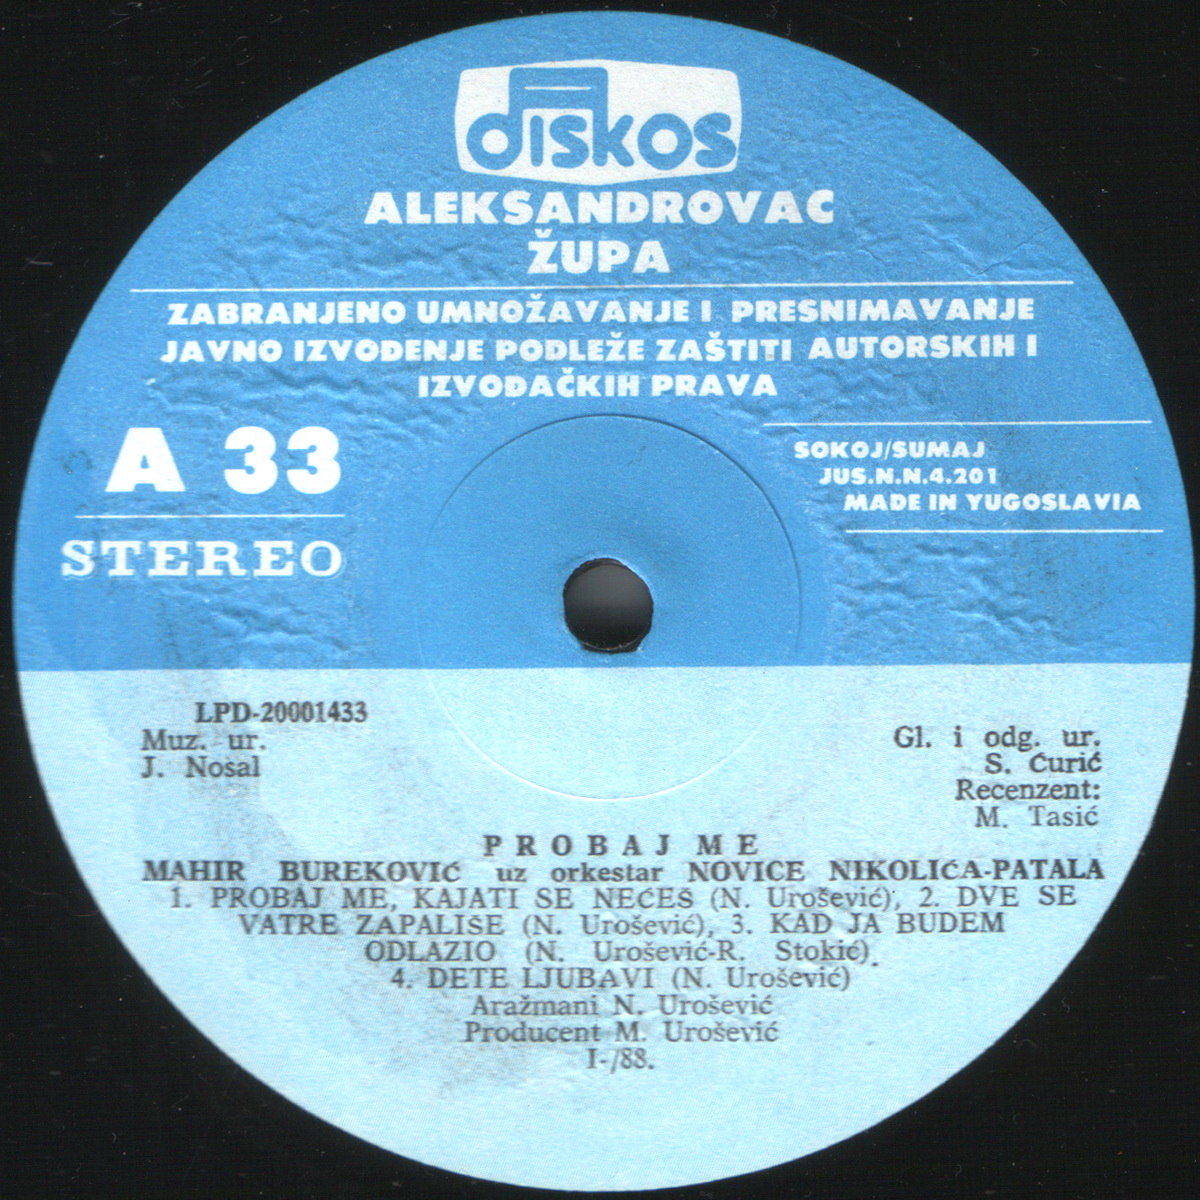 diskos
ALEKSANDROVAC
ŽUPA
ZABRANJENO UMNOŽAVANJE I PRESNIMAVANJE
JAVNO IZVOĐENJE PODLEŽE ZAŠTITI AUTORSKIH I
IZVOĐAČKIH PRAVA
A 33
STEREO
SOKOJ/SUMAJ
JUS.N.N.4.201
MADE IN YUGOSLAVIA
LPD-20001433
Muz. ur.
J. Nosal
Gl. i odg. ur.
S. Ćurić
Recenzent:
M. Tasić
PROBAJ ME
MAHIR BUREKOVIĆ uz orkestar NOVICE NIKOLIĆA-PATALA
1. PROBAJ ME, KAJATI SE NEĆEŠ (N. Urošević), 2. DVE SE
VATRE ZAPALIŠE (N. Urošević), 3. KAD JA BUDEM
ODLAZIO (N. Urošević-R. Stokić).
4. DETE LJUBAVI (N. Urošević)
Aražmani N. Urošević
Producent M. Urošević
I-/88.